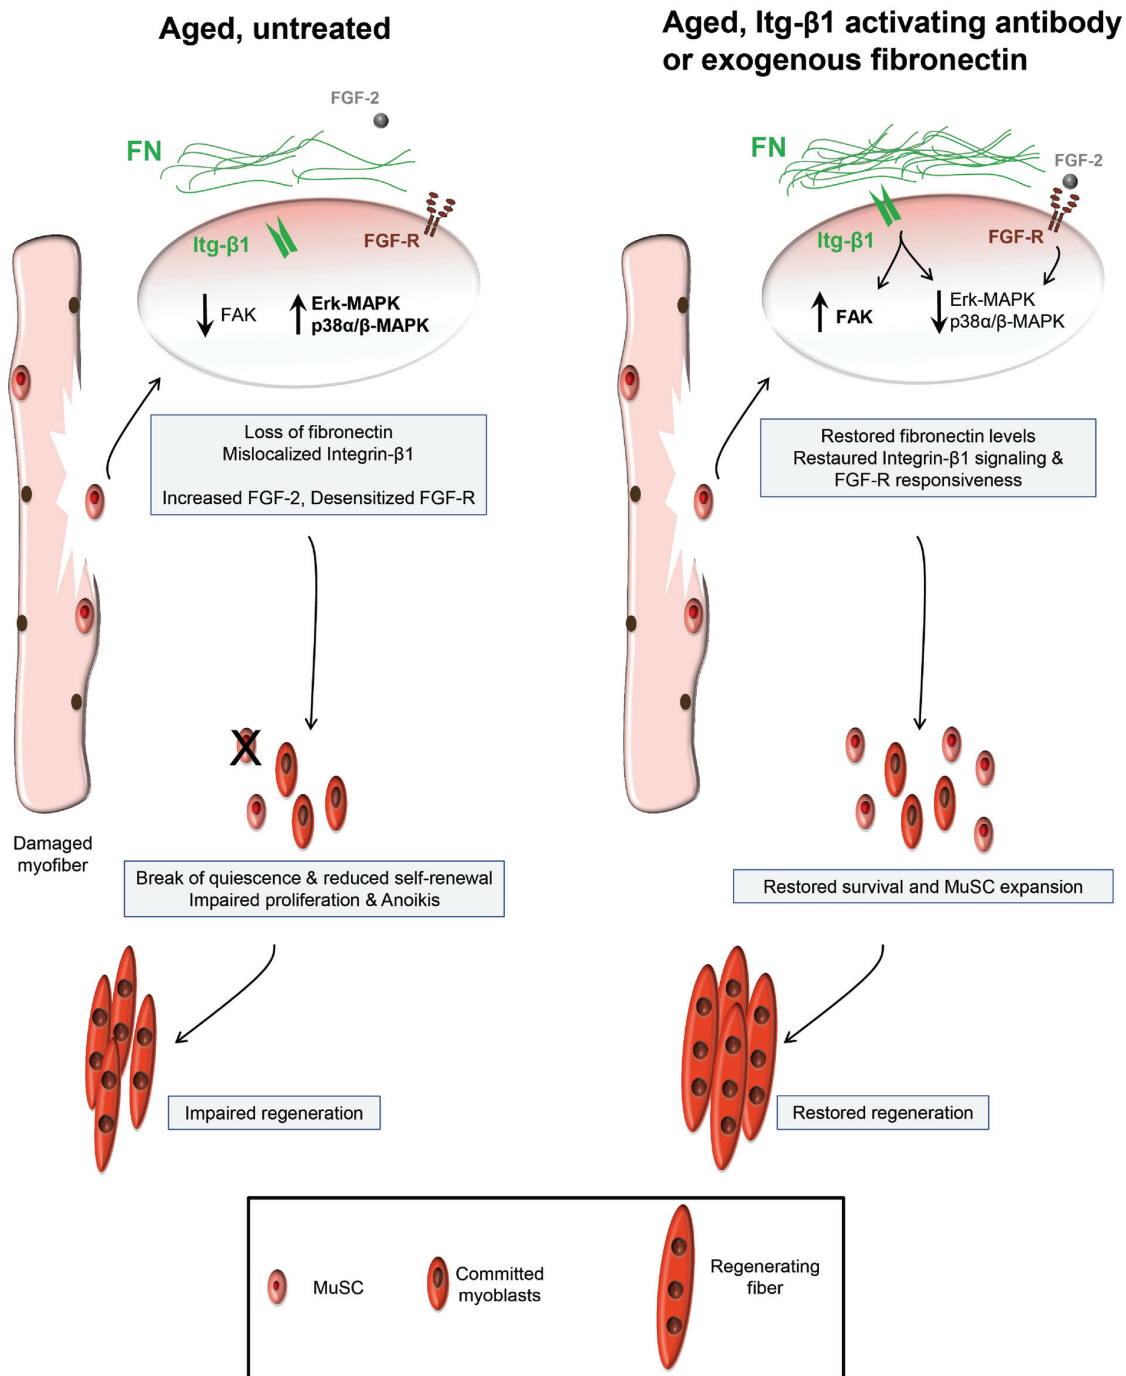 Aged, untreated
FGF-2
FN
Itg-β1
FGF-R
FAK
Erk-MAPK
p38α/β-MAPK
Loss of fibronectin
Mislocalized Integrin-β1
Increased FGF-2, Desensitized FGF-R
Damaged
myofiber
X
Break of quiescence & reduced self-renewal
Impaired proliferation & Anoikis
Impaired regeneration
Aged, Itg-β1 activating antibody
or exogenous fibronectin
FN
FGF-2
Itg-β1
FGF-R
FAK
Erk-MAPK
p38α/β-MAPK
Restored fibronectin levels
Restaured Integrin-β1 signaling &
FGF-R responsiveness
Restored survival and MuSC expansion
Restored regeneration
MuSC
Committed
myoblasts
Regenerating
fiber